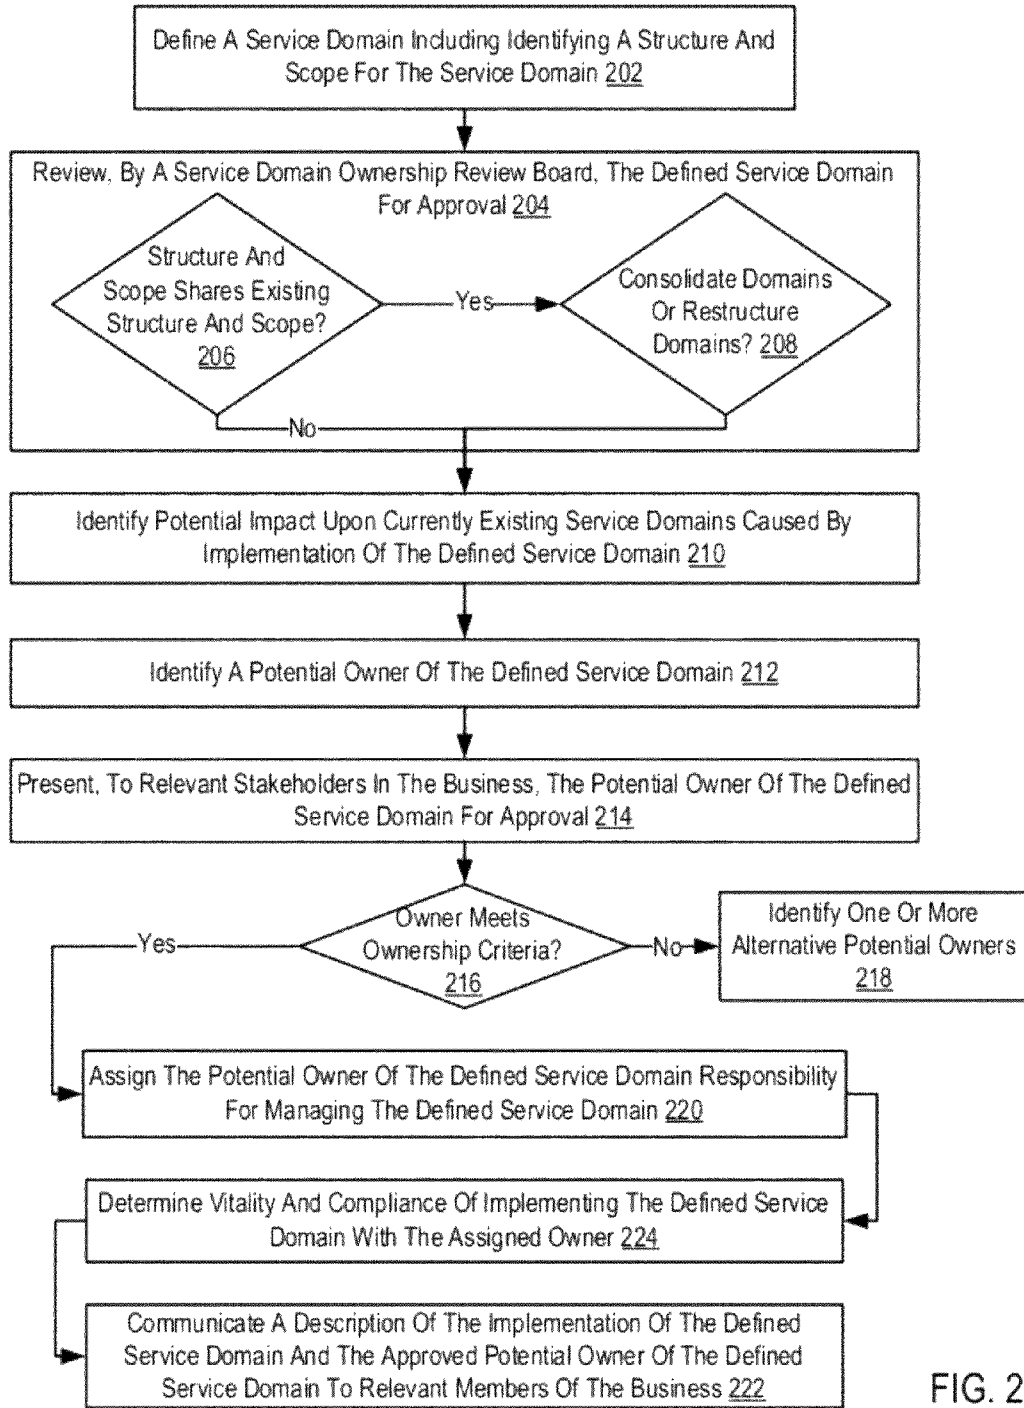 Define A Service Domain Including Identifying A Structure And
Scope For The Service Domain 202
Review, By A Service Domain Ownership Review Board, The Defined Service Domain
For Approval 204
Structure And
Scope Shares Existing
Structure And Scope?
206
Yes
Consolidate Domains
Or Restructure
Domains? 208
No
Identify Potential Impact Upon Currently Existing Service Domains Caused By
Implementation Of The Defined Service Domain 210
Identify A Potential Owner Of The Defined Service Domain 212
Present, To Relevant Stakeholders In The Business, The Potential Owner Of The Defined
Service Domain For Approval 214
Owner Meets
Ownership Criteria?
216
Yes
No
Identify One Or More
Alternative Potential Owners
218
Assign The Potential Owner Of The Defined Service Domain Responsibility
For Managing The Defined Service Domain 220
Determine Vitality And Compliance Of Implementing The Defined Service
Domain With The Assigned Owner 224
Communicate A Description Of The Implementation Of The Defined
Service Domain And The Approved Potential Owner Of The Defined
Service Domain To Relevant Members Of The Business 222
FIG. 2